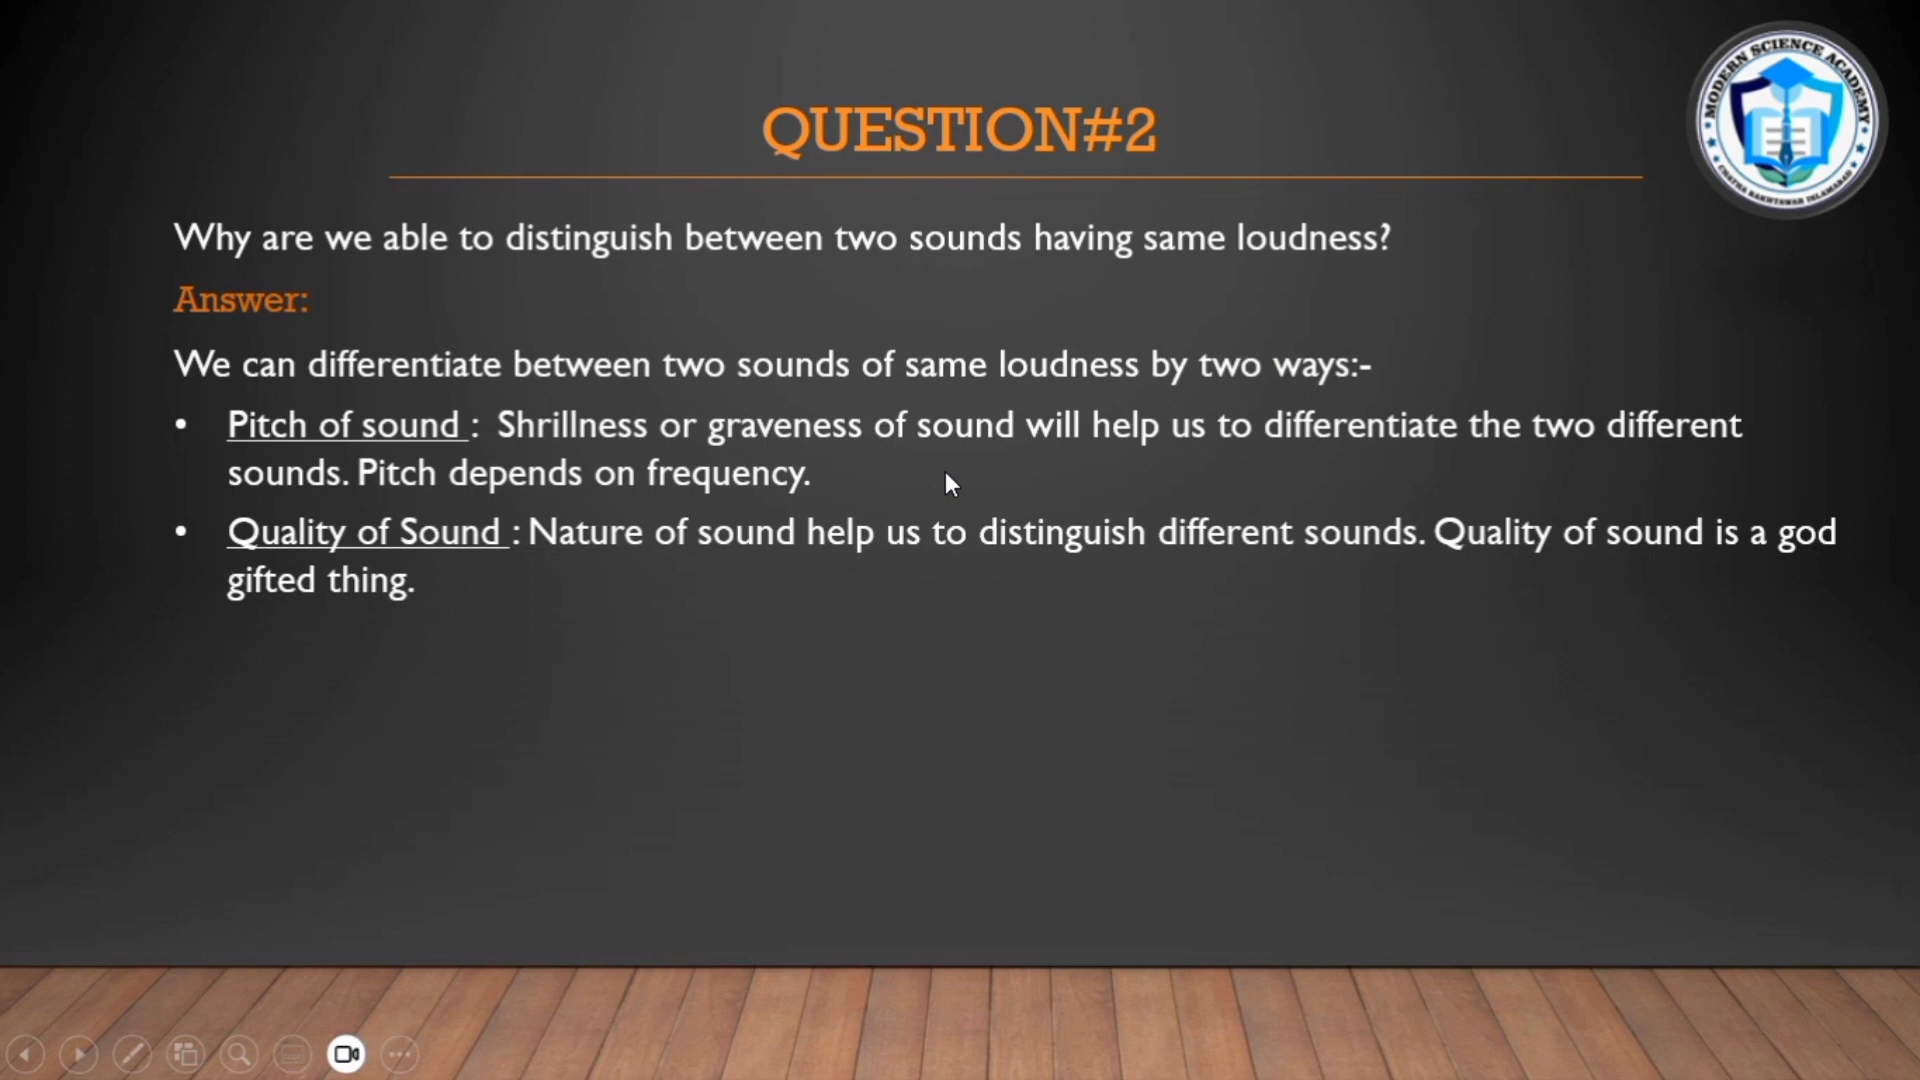 MODERN SCIENCE ACADEMY
CHATHA BAKHTAWAR ISLAMABAD
QUESTION#2
Why are we able to distinguish between two sounds having same loudness?
Answer:
We can differentiate between two sounds of same loudness by two ways:-
• Pitch of sound : Shrillness or graveness of sound will help us to differentiate the two different
sounds. Pitch depends on frequency.
• Quality of Sound : Nature of sound help us to distinguish different sounds. Quality of sound is a god
gifted thing.